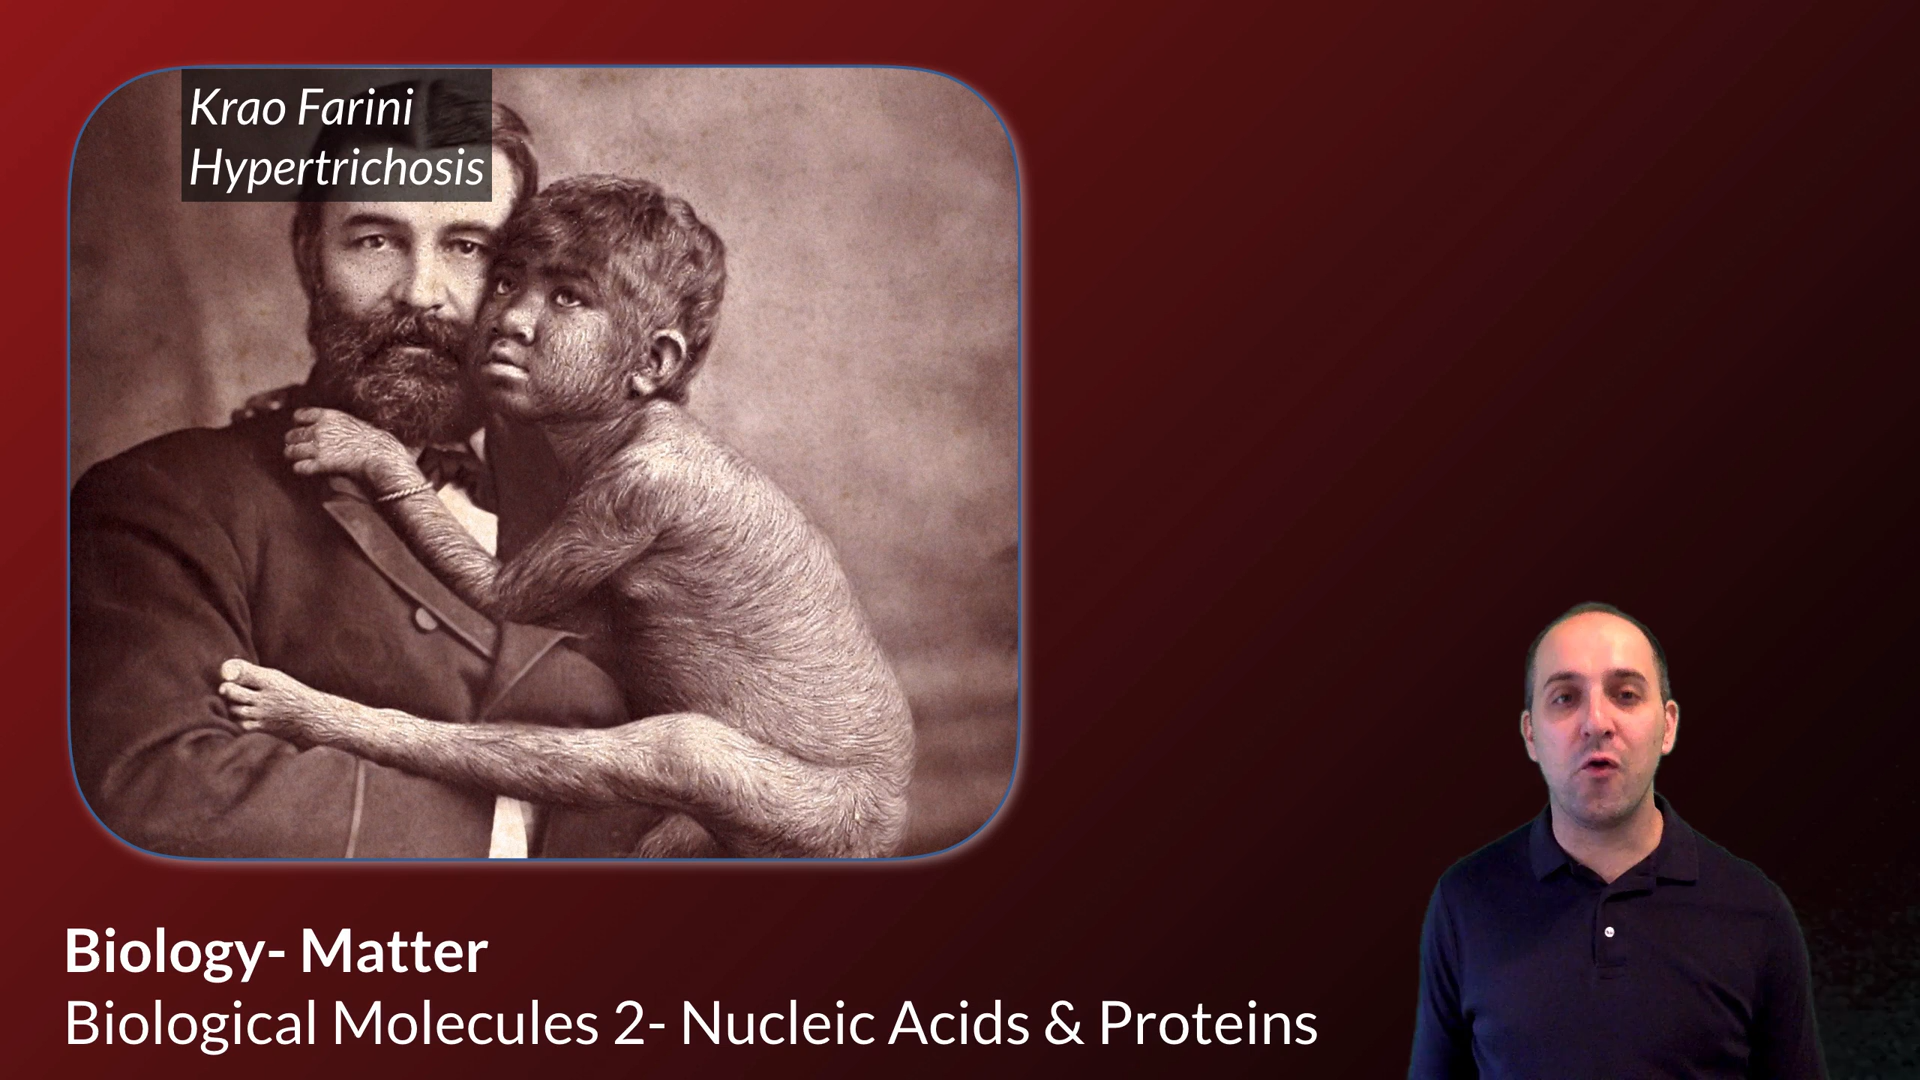 Krao Farini
Hypertrichosis
Biology- Matter
Biological Molecules 2- Nucleic Acids & Proteins